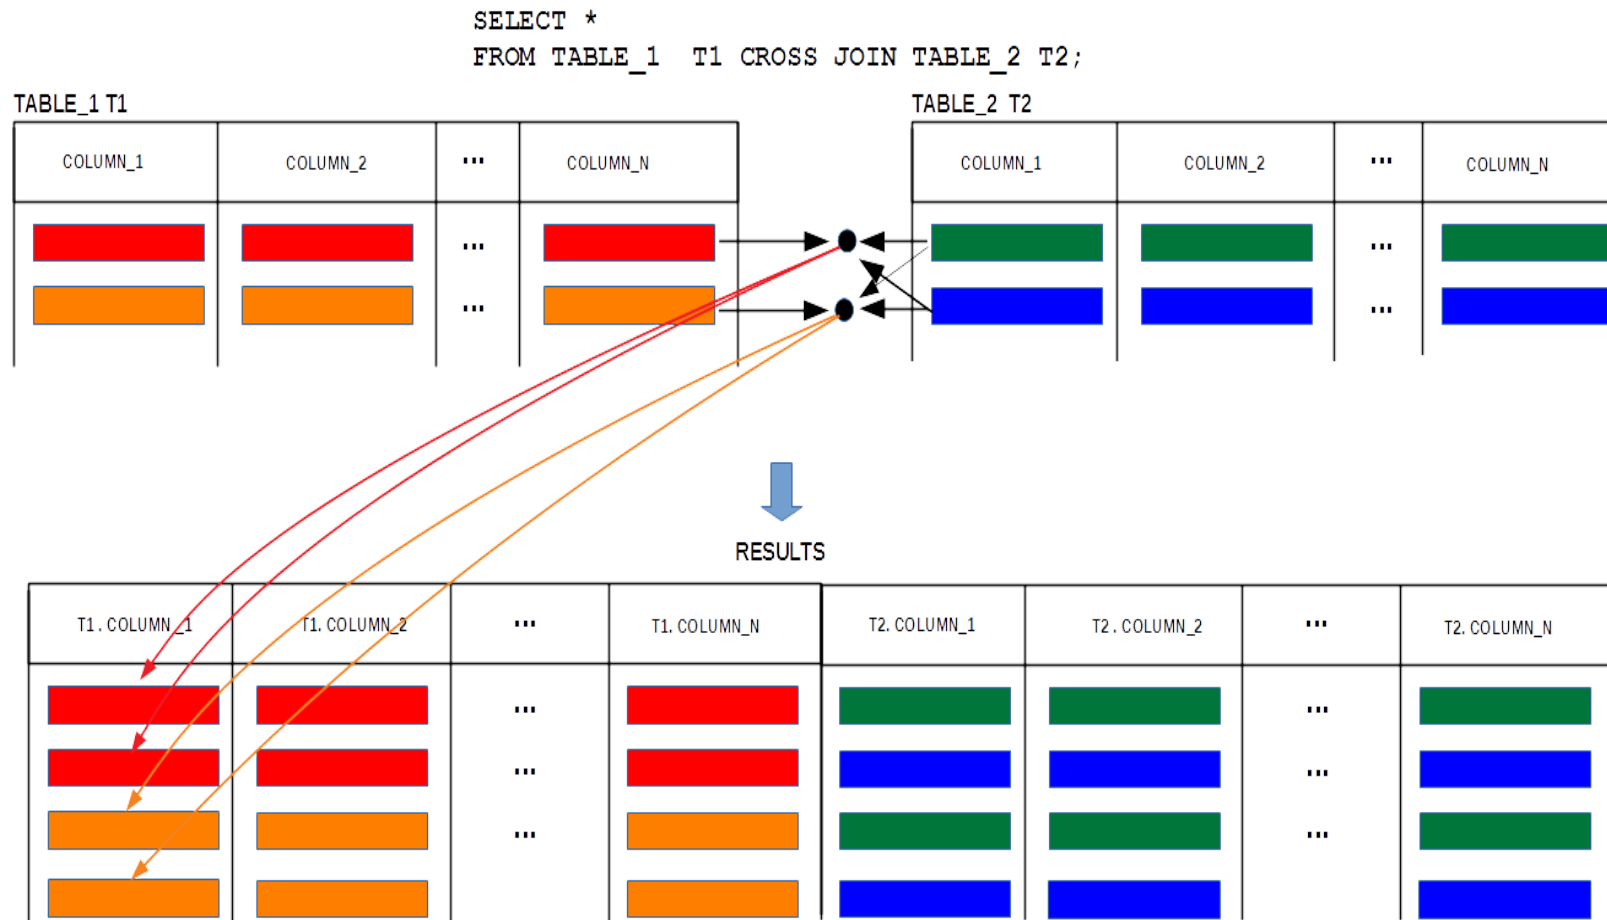 SELECT *
FROM TABLE_1 T1 CROSS JOIN TABLE_2 T2;
TABLE_1 T1
TABLE_2 T2
COLUMN_1 COLUMN_2 ... COLUMN_N
COLUMN_1 COLUMN_2 ... COLUMN_N
... ...
... ...
RESULTS
T1. COLUMN_1 T1. COLUMN_2 ... T1. COLUMN_N T2. COLUMN_1 T2. COLUMN_2 ... T2. COLUMN_N
... ...
... ...
... ...